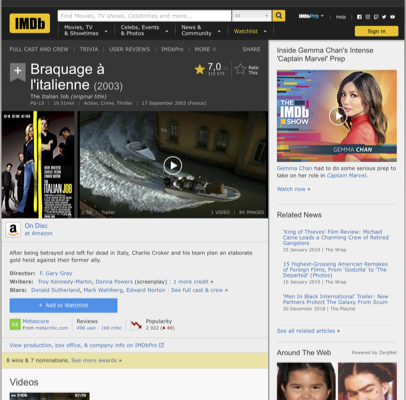 IMDb
Find Movies, TV shows, Celebrities and more...
All
IMDbPro
Help
Movies, TV
& Showtimes
Celebs, Events
& Photos
News &
Community
Watchlist
Sign in
FULL CAST AND CREW | TRIVIA | USER REVIEWS | IMDbPro | MORE
SHARE
Braquage à
l'italienne (2003)
The Italian Job (original title)
PG-13 | 1h 51min | Action, Crime, Thriller | 17 September 2003 (France)
7,0
Rate
This
THE
ITALIAN JOB
2:56 | Trailer
1 VIDEO | 84 IMAGES
On Disc
at Amazon
After being betrayed and left for dead in Italy, Charlie Croker and his team plan an elaborate
gold heist against their former ally.
Director: F. Gary Gray
Writers: Troy Kennedy-Martin, Donna Powers (screenplay) | 1 more credit »
Stars: Donald Sutherland, Mark Wahlberg, Edward Norton | See full cast & crew »
+ Add to Watchlist
68
Metascore
From metacritic.com
Reviews
498 user | 160 critic
Popularity
2 022 ( 49)
View production, box office, & company info on IMDbPro
8 wins & 7 nominations. See more awards »
Videos
Inside Gemma Chan's Intense
'Captain Marvel' Prep
THE
IMDb
SHOW
GEMMA CHAN
Gemma Chan had to do some serious prep to
take on her role in Captain Marvel.
Watch now »
Related News
'King of Thieves' Film Review: Michael
Caine Leads a Charming Crew of Retired
Gangsters
25 January 2019 | The Wrap
15 Highest-Grossing American Remakes
of Foreign Films, From 'Godzilla' to 'The
Departed' (Photos)
10 January 2019 | The Wrap
'Men In Black International' Trailer: New
Partners Protect The Galaxy From Scum
20 December 2018 | The Playlist
See all related articles »
Around The Web
Powered by ZergNet